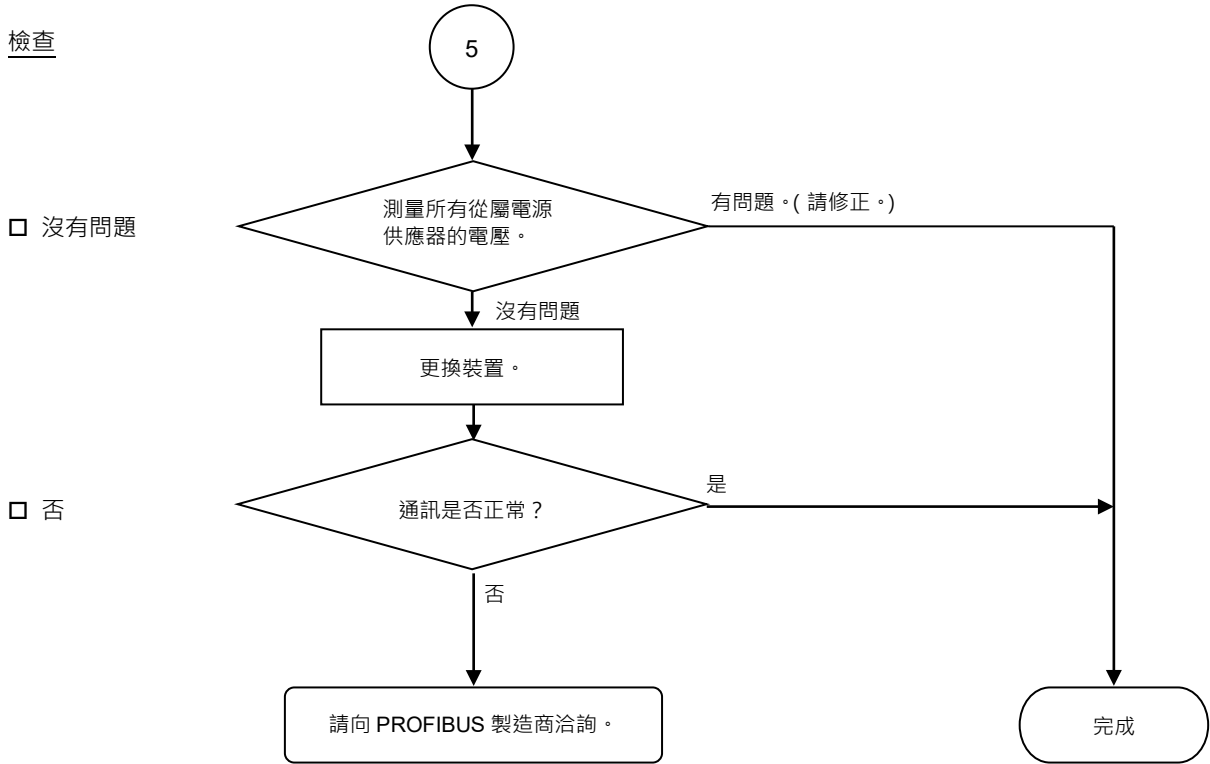 檢查
5
測量所有從屬電源
供應器的電壓。
有問題。( 請修正。)
□ 沒有問題
沒有問題
更換裝置。
是
□ 否
通訊是否正常？
否
請向 PROFIBUS 製造商洽詢。
完成